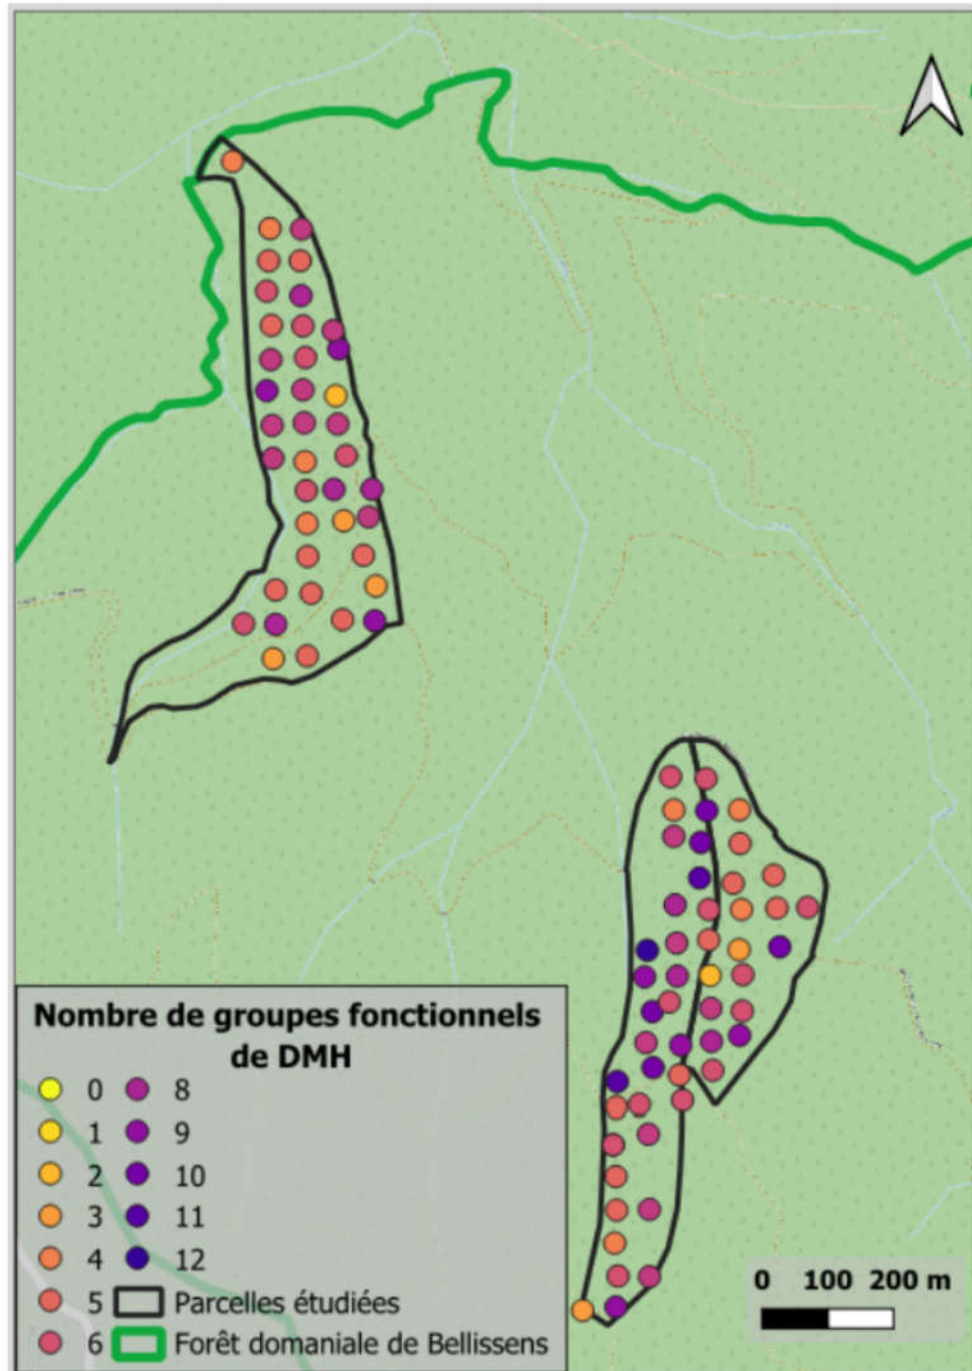 Nombre de groupes fonctionnels
de DMH
0 8
1 9
2 10
3 11
4 12
5 Parcelles étudiées
6 Forêt domaniale de Bellissens
0 100 200 m